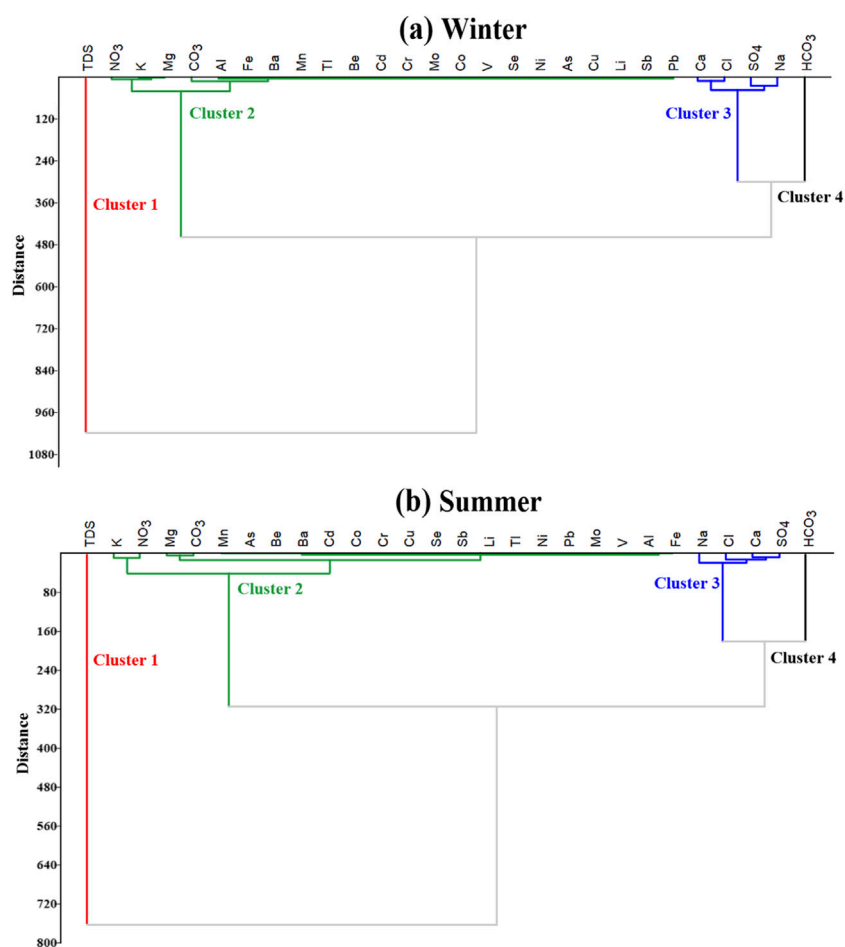 (a) Winter
TDS NO3 K Mg CO3 Al Fe Ba Mn Tl Be Cd Cr Mo Co V Se Ni As Cu Li Sb Pb Ca Cl SO4 Na HCO3
120
240
360
480
600
720
840
960
1080
Distance
Cluster 1
Cluster 2
Cluster 3
Cluster 4
(b) Summer
TDS K NO3 Mg CO3 Mn As Be Ba Cd Co Cr Cu Se Sb Li Tl Ni Pb Mo V Al Fe Na Cl Ca SO4 HCO3
80
160
240
320
400
480
560
640
720
800
Distance
Cluster 1
Cluster 2
Cluster 3
Cluster 4